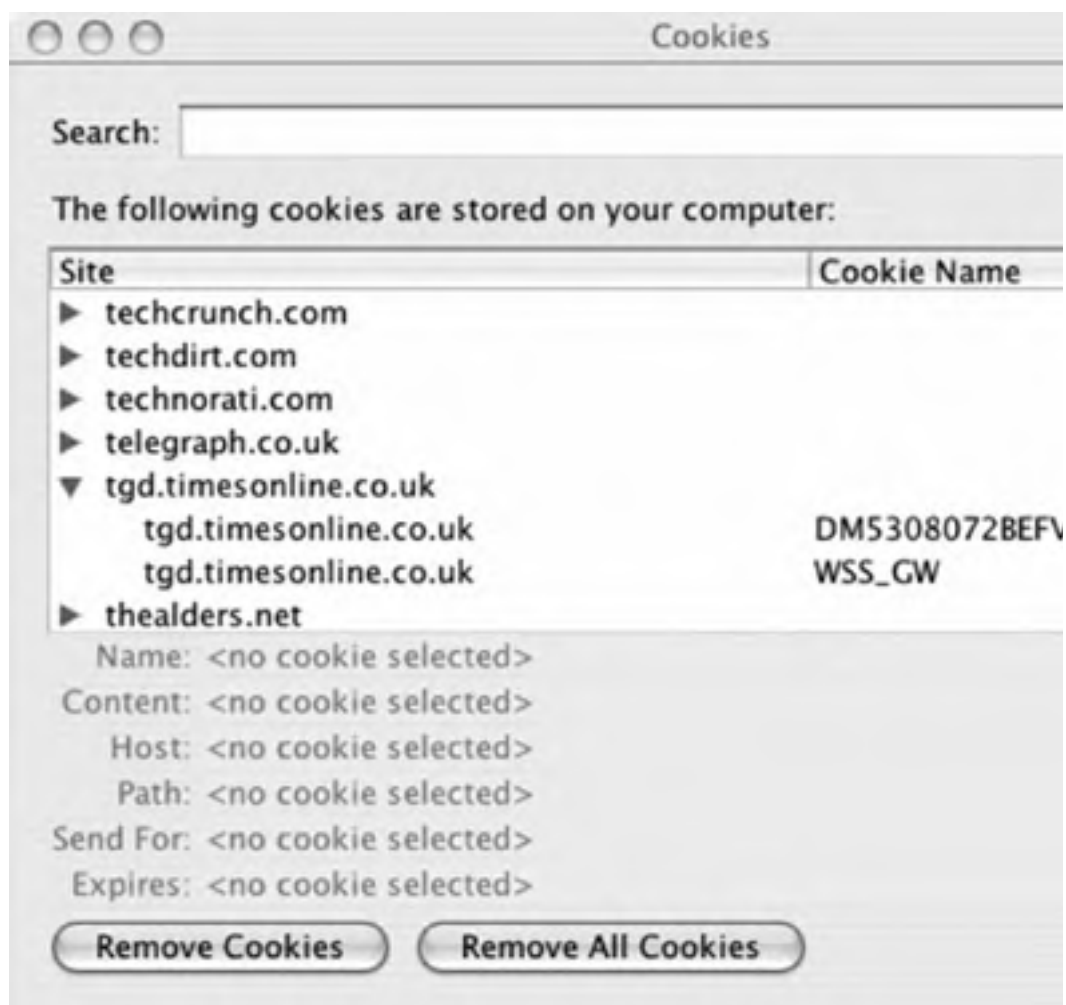 Cookies
Search:
The following cookies are stored on your computer:
Site Cookie Name
techcrunch.com
techdirt.com
technorati.com
telegraph.co.uk
tgd.timesonline.co.uk
tgd.timesonline.co.uk DM5308072BEFV
tgd.timesonline.co.uk WSS_GW
thealders.net
Name: <no cookie selected>
Content: <no cookie selected>
Host: <no cookie selected>
Path: <no cookie selected>
Send For: <no cookie selected>
Expires: <no cookie selected>
Remove Cookies Remove All Cookies